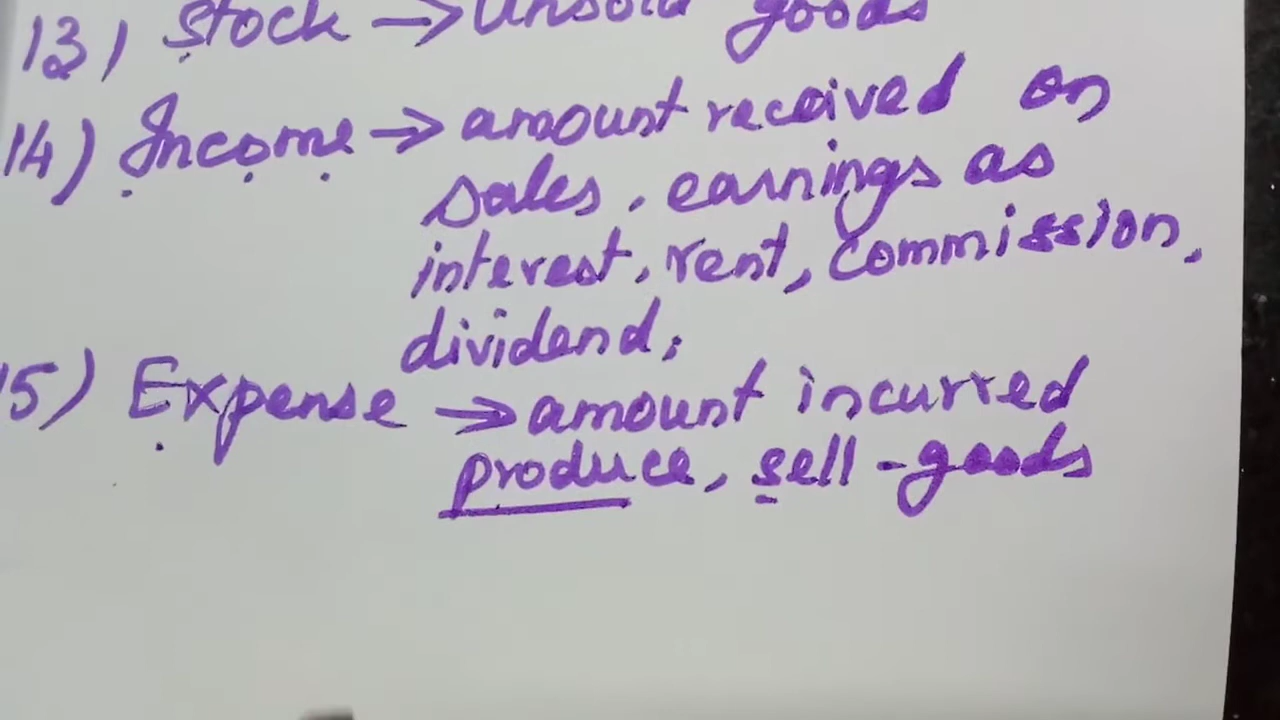 13) Stock → Unsold goods
14) Income → amount received on
sales, earnings as
interest, rent, commission,
dividend,
15) Expense → amount incurred
produce, sell - goods